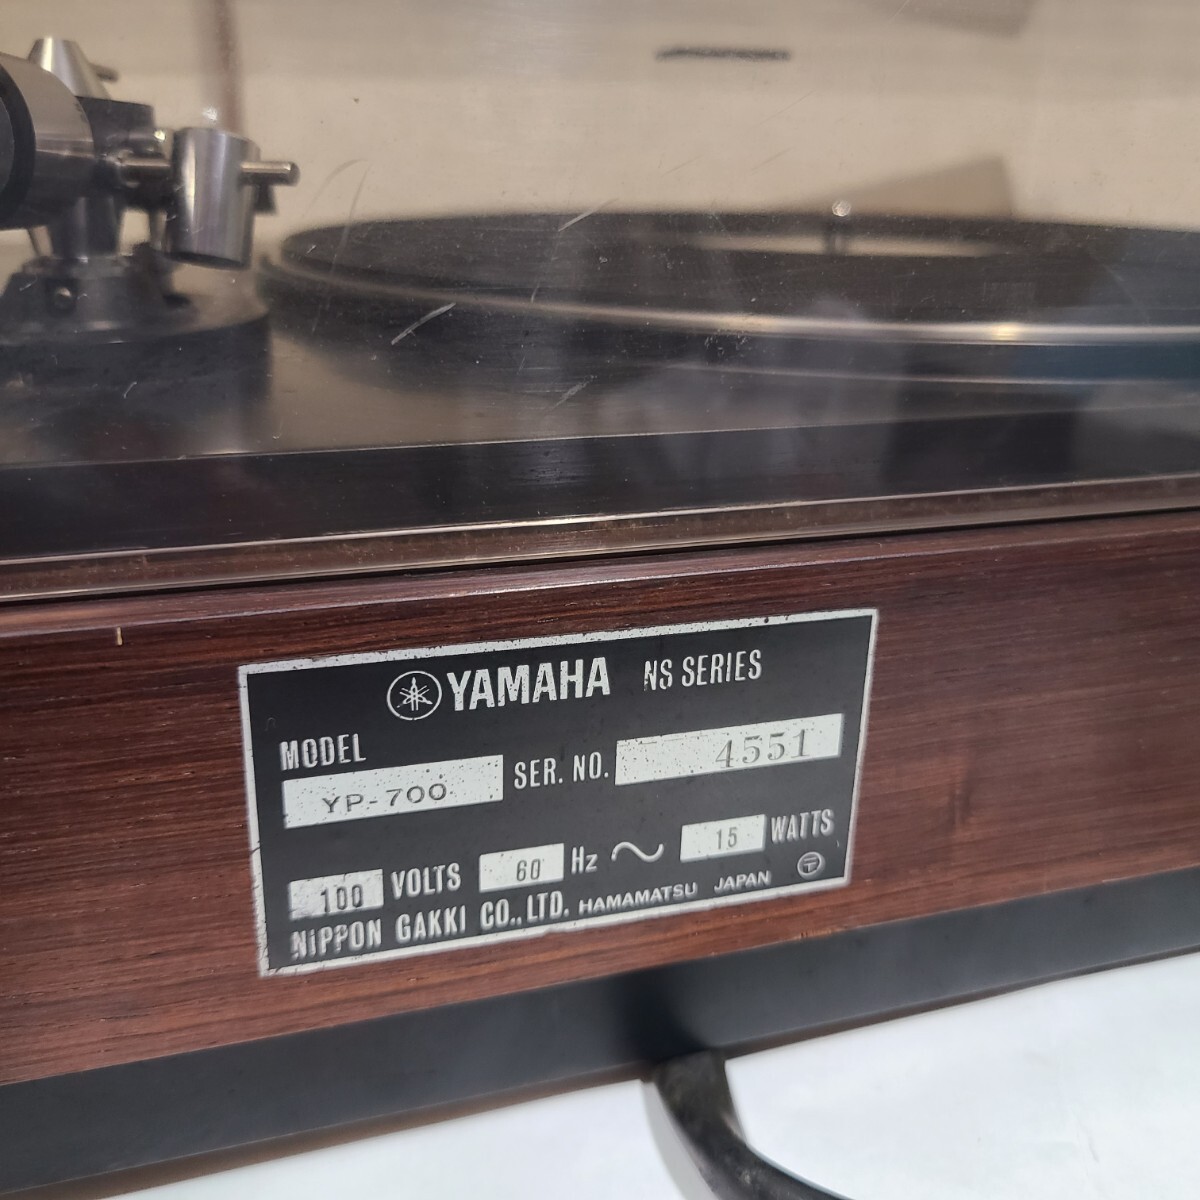 YAMAHA NS SERIES
MODEL YP-700 SER. NO. 4551
100 VOLTS 60 Hz ~ 15 WATTS
NIPPON GAKKI CO., LTD. HAMAMATSU JAPAN 〒